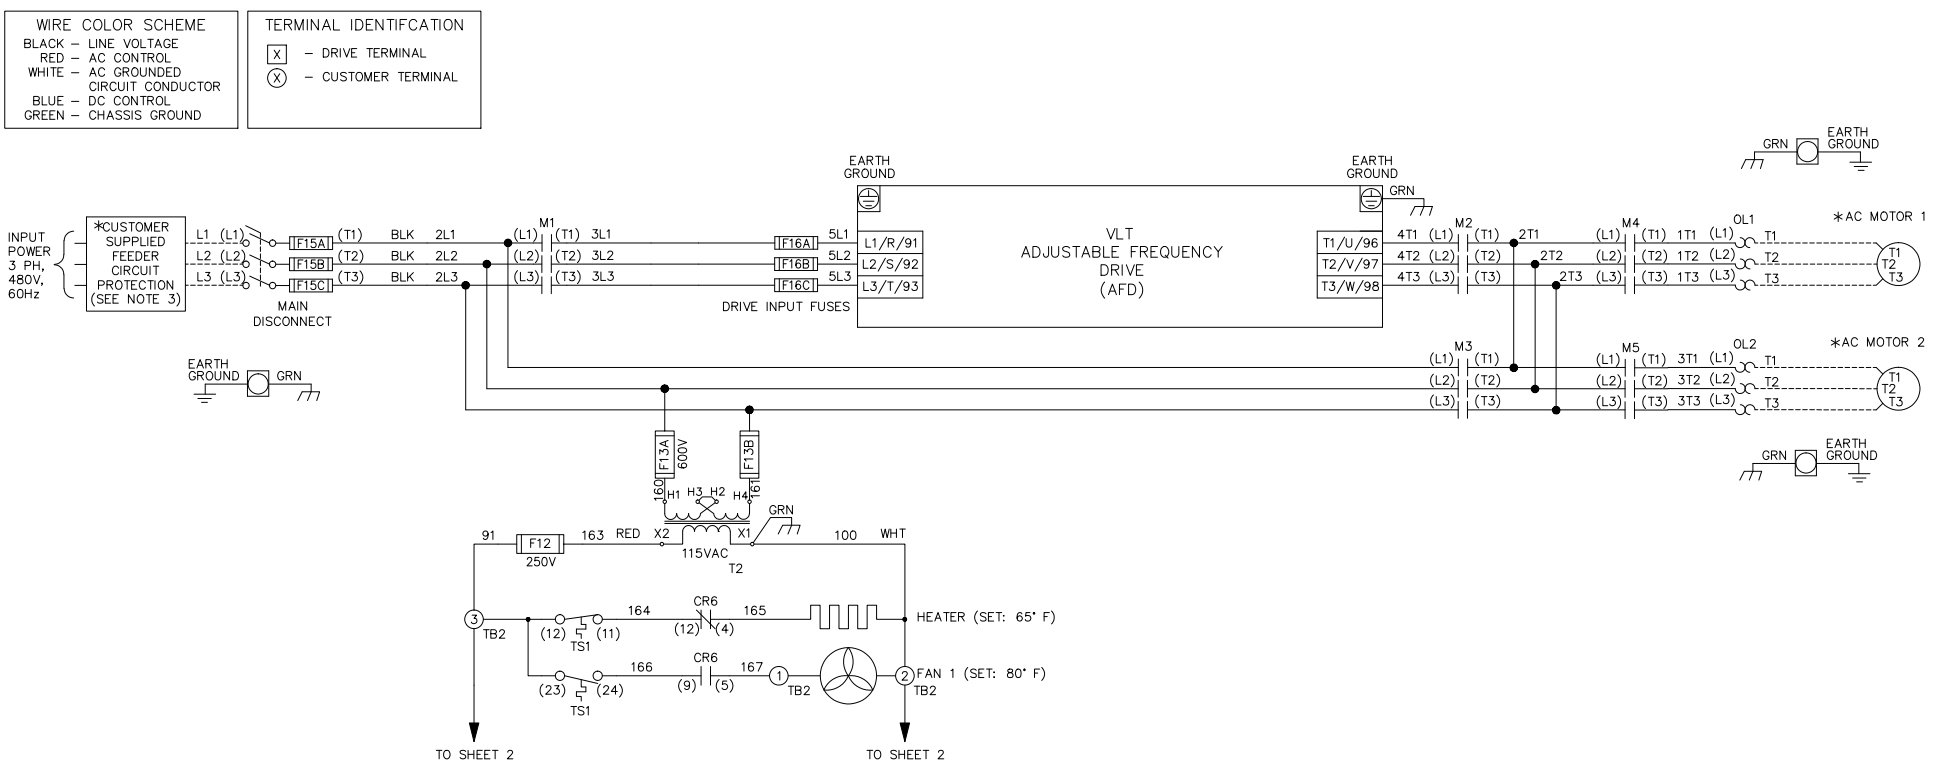 WIRE COLOR SCHEME
BLACK – LINE VOLTAGE
RED – AC CONTROL
WHITE – AC GROUNDED
CIRCUIT CONDUCTOR
BLUE – DC CONTROL
GREEN – CHASSIS GROUND
TERMINAL IDENTIFCATION
X – DRIVE TERMINAL
X – CUSTOMER TERMINAL
INPUT
POWER
3 PH,
480V,
60Hz
*CUSTOMER
SUPPLIED
FEEDER
CIRCUIT
PROTECTION
(SEE NOTE 3)
L1 (L1) F15A (T1) BLK 2L1 (L1) M1 (T1) 3L1 F16A 5L1 L1/R/91
L2 (L2) F15B (T2) BLK 2L2 (L2) (T2) 3L2 F16B 5L2 L2/S/92
L3 (L3) F15C (T3) BLK 2L3 (L3) (T3) 3L3 F16C 5L3 L3/T/93
MAIN
DISCONNECT
DRIVE INPUT FUSES
EARTH
GROUND
VLT
ADJUSTABLE FREQUENCY
DRIVE
(AFD)
EARTH
GROUND
GRN
T1/U/96 4T1 (L1) M2 (T1) 2T1 (L1) M4 (T1) 1T1 (L1) OL1 T1
T2/V/97 4T2 (L2) (T2) 2T2 (L2) (T2) 1T2 (L2) T2
T3/W/98 4T3 (L3) (T3) 2T3 (L3) (T3) 1T3 (L3) T3
*AC MOTOR 1
T1
T2
T3
GRN
EARTH
GROUND
M3 M5 OL2
(L1) (T1) (L1) (T1) 3T1 (L1) T1
(L2) (T2) (L2) (T2) 3T2 (L2) T2
(L3) (T3) (L3) (T3) 3T3 (L3) T3
*AC MOTOR 2
T1
T2
T3
GRN
EARTH
GROUND
EARTH
GROUND
GRN
F13A
600V
F13B
160
161
H1 H3 H2 H4
GRN
91 F12 163 RED X2 X1 100 WHT
250V
115VAC
T2
3
TB2
(12) (11)
TS1
164
CR6
(12) (4)
165
HEATER (SET: 65° F)
(23) (24)
TS1
166
CR6
(9) (5)
167
1
TB2
2
TB2
FAN 1 (SET: 80° F)
TO SHEET 2
TO SHEET 2